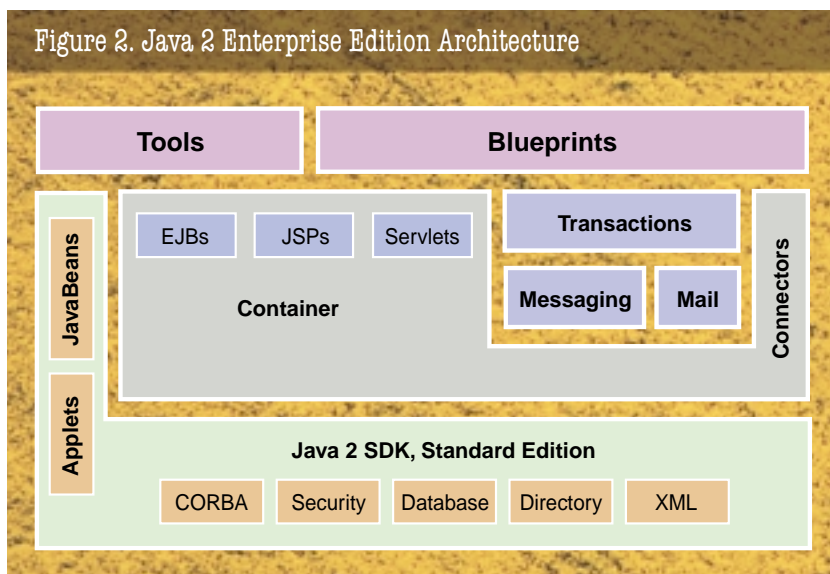 Figure 2. Java 2 Enterprise Edition Architecture
Tools
Blueprints
EJBs
JSPs
Servlets
Container
Transactions
Messaging
Mail
Connectors
JavaBeans
Applets
Java 2 SDK, Standard Edition
CORBA
Security
Database
Directory
XML